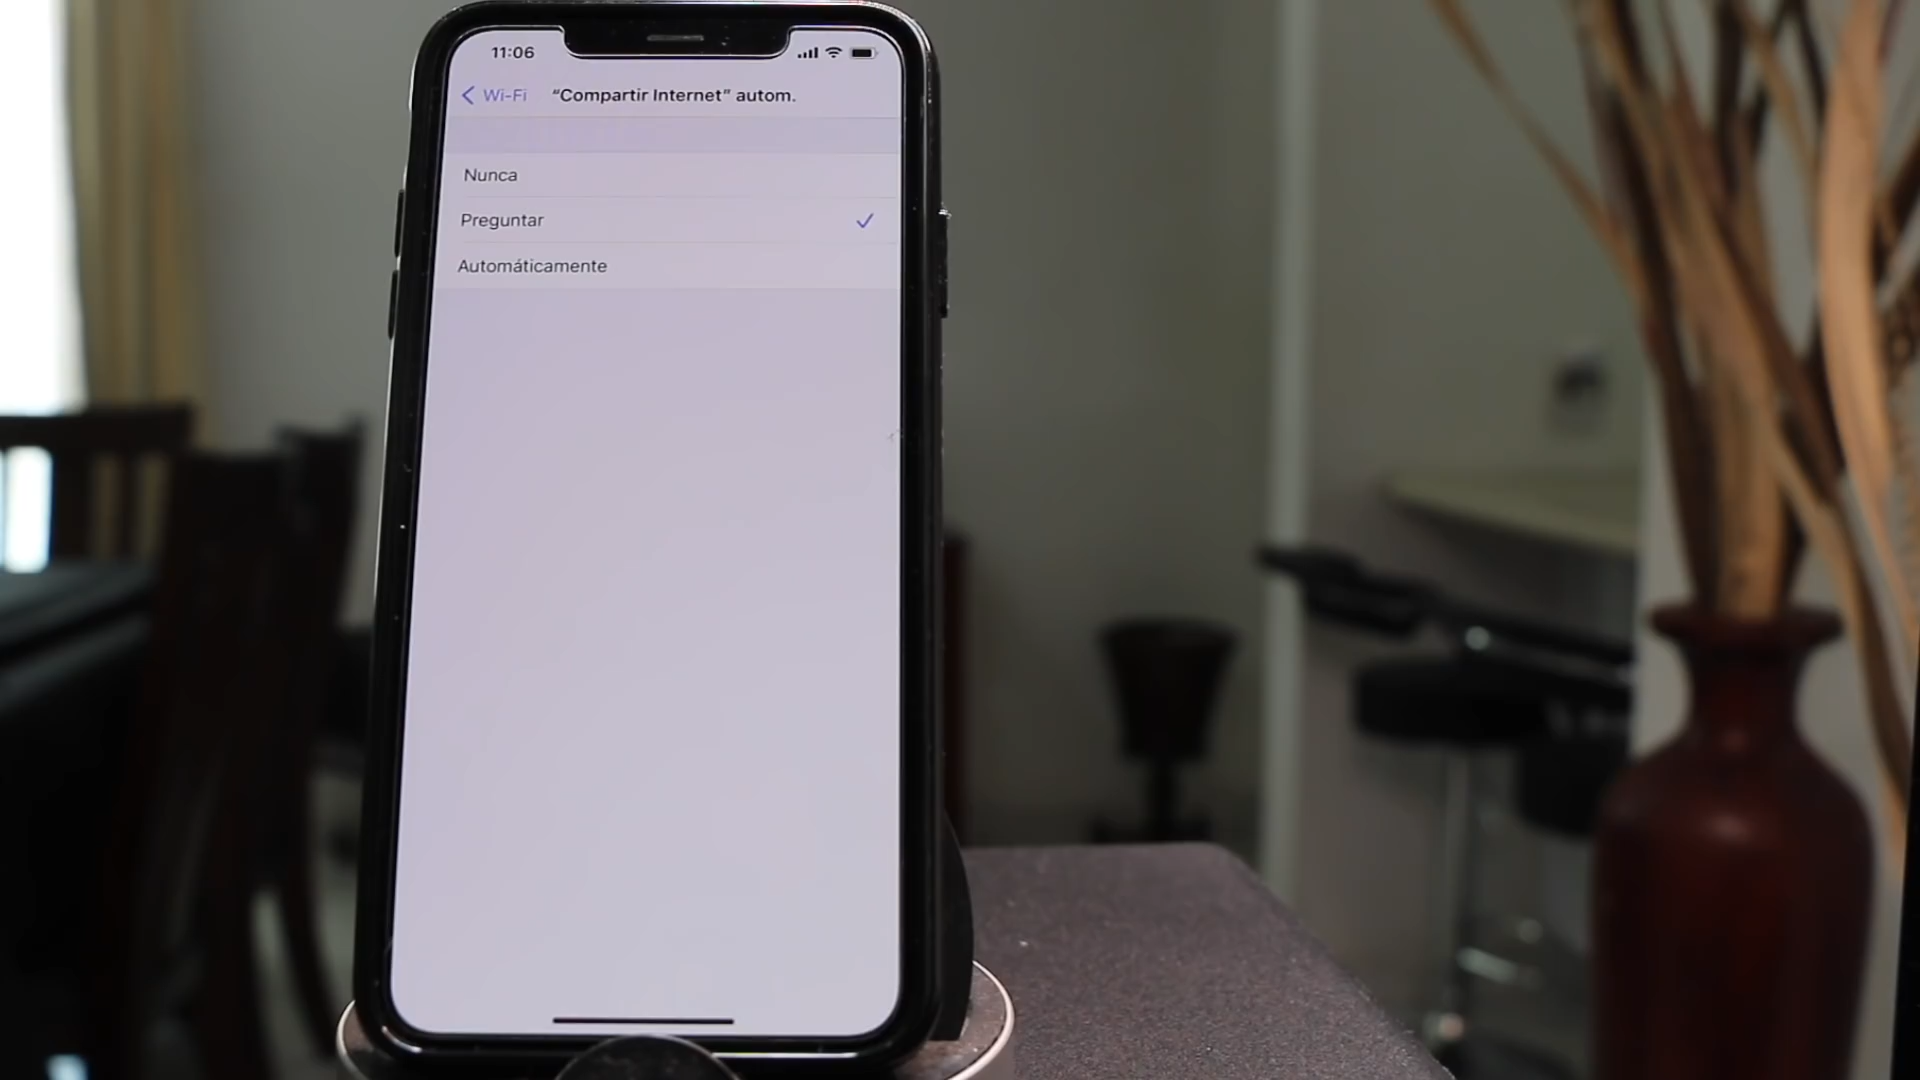 11:06
Wi-Fi
“Compartir Internet” autom.
Nunca
Preguntar
Automáticamente